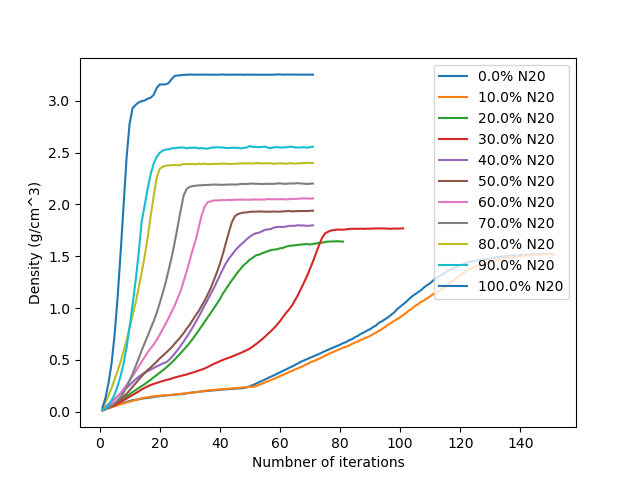 3.0
2.5
2.0
1.5
1.0
0.5
0.0
Density (g/cm^3)
0 20 40 60 80 100 120 140
Numbner of iterations
0.0% N20
10.0% N20
20.0% N20
30.0% N20
40.0% N20
50.0% N20
60.0% N20
70.0% N20
80.0% N20
90.0% N20
100.0% N20